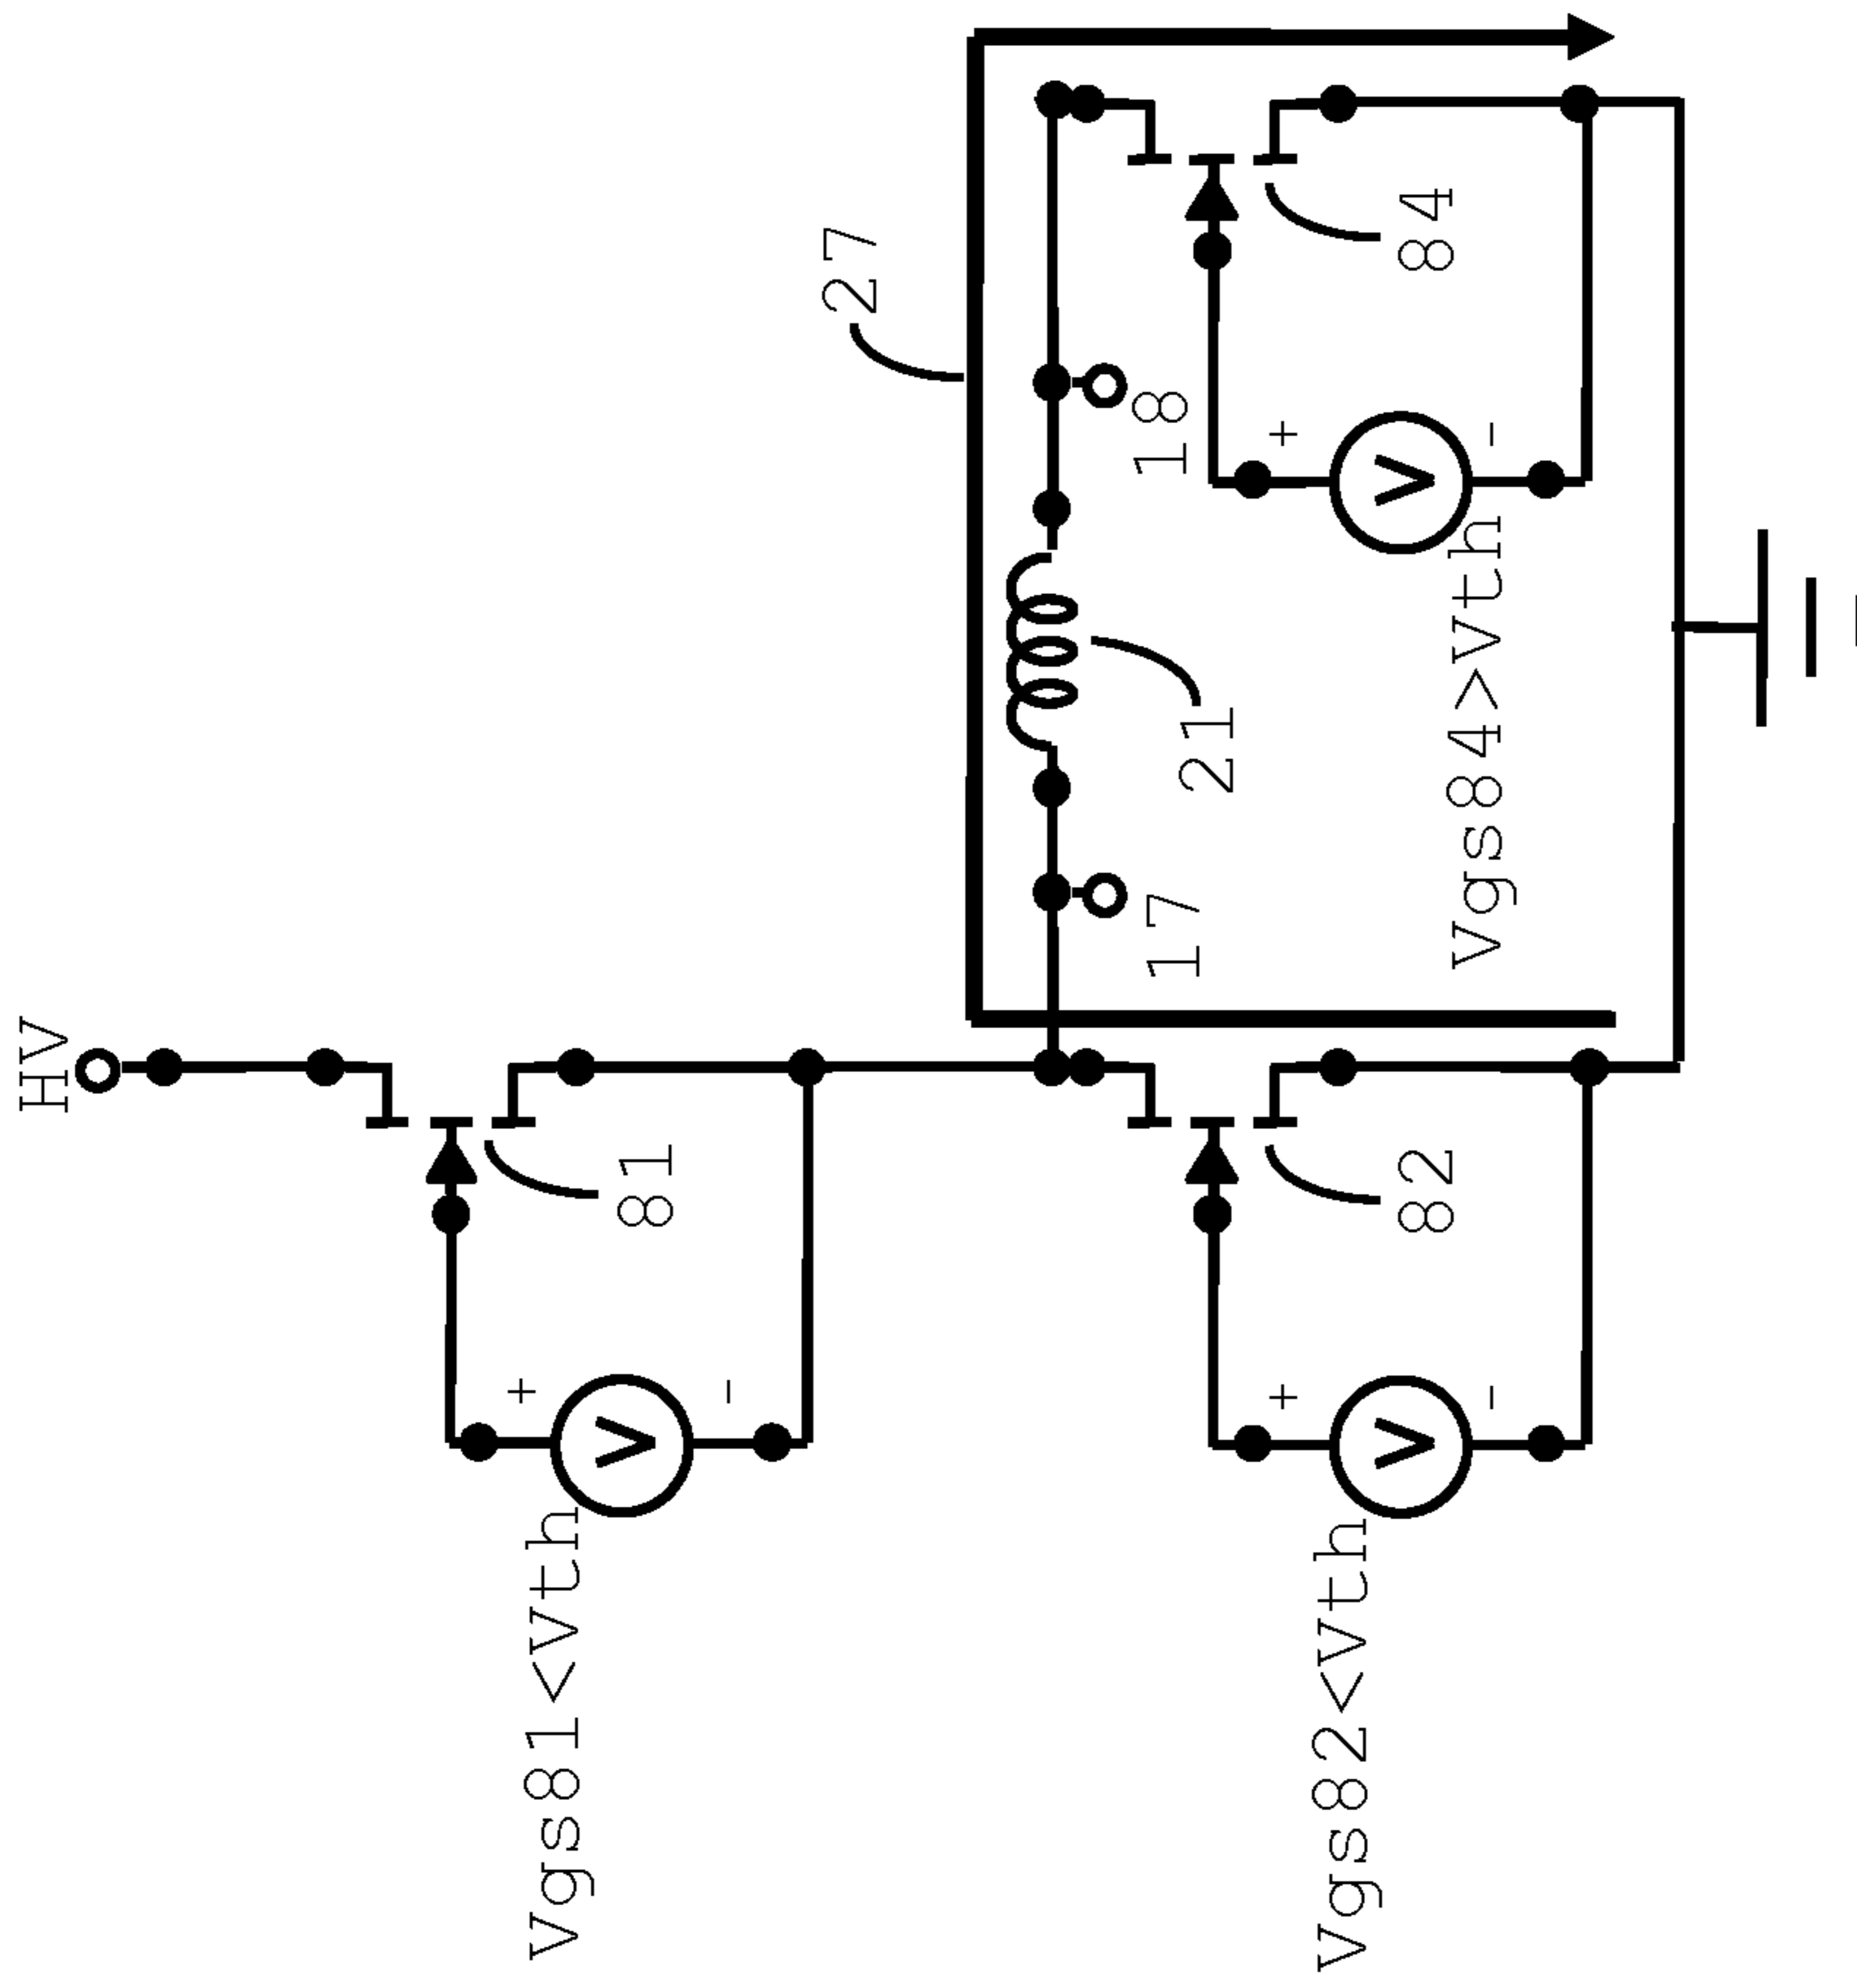 HV
+
Vgs81<Vth
V
81
-
27
17
21
18
+
Vgs82<Vth
V
82
-
+
Vgs84>Vth
V
84
-